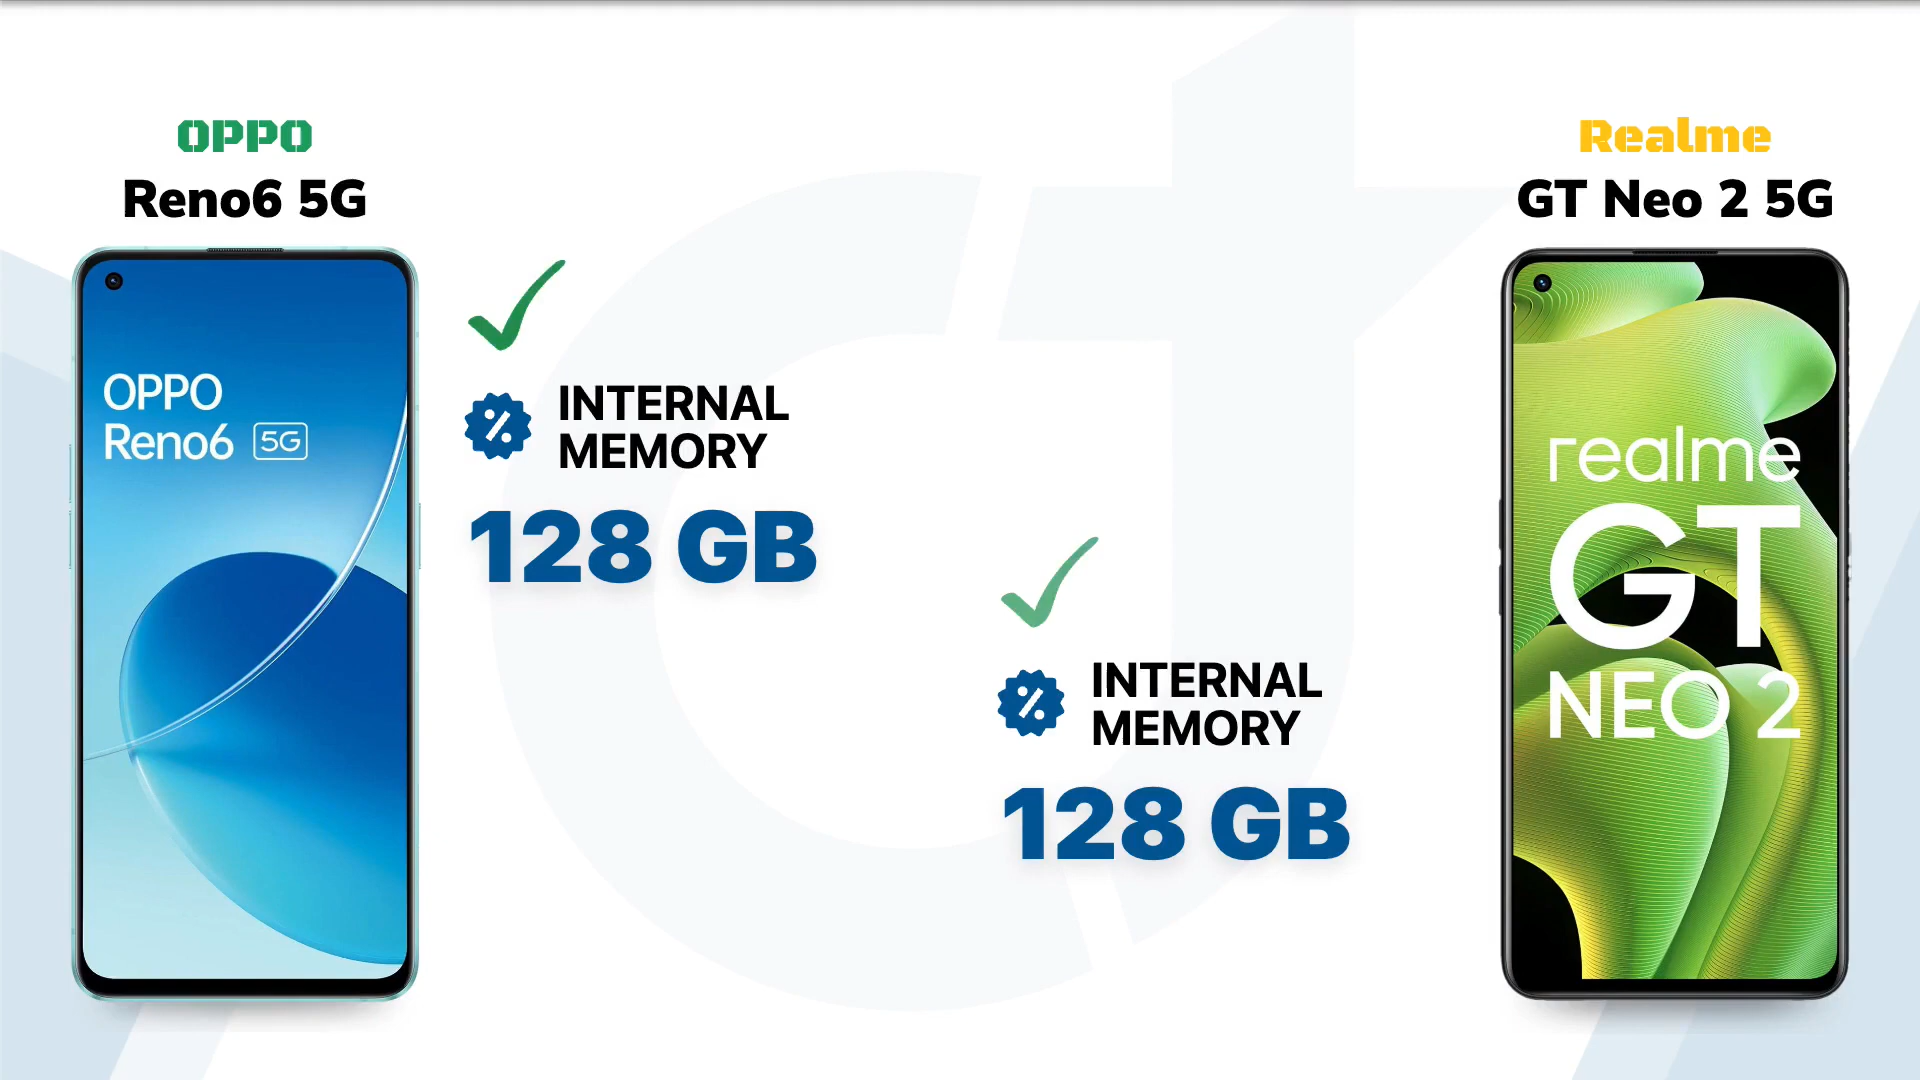 OPPO
Reno6 5G
OPPO
Reno6 5G
INTERNAL
MEMORY
128 GB
INTERNAL
MEMORY
128 GB
Realme
GT Neo 2 5G
realme
GT
NEO 2